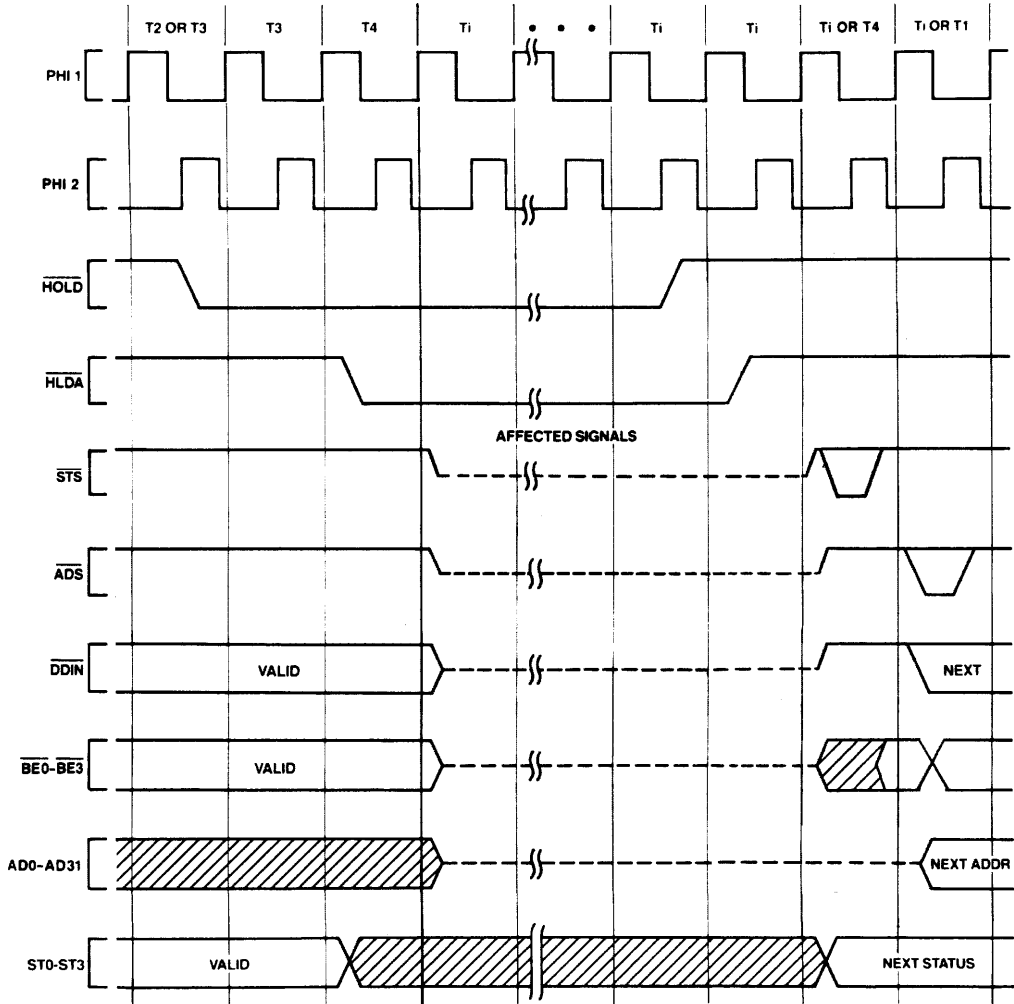 T2 OR T3 T3 T4 Ti • • • Ti Ti Ti OR T4 Ti OR T1
PHI 1
PHI 2
HOLD
HLDA
AFFECTED SIGNALS
STS
ADS
DDIN VALID NEXT
BE0-BE3 VALID
AD0-AD31 NEXT ADDR
ST0-ST3 VALID NEXT STATUS